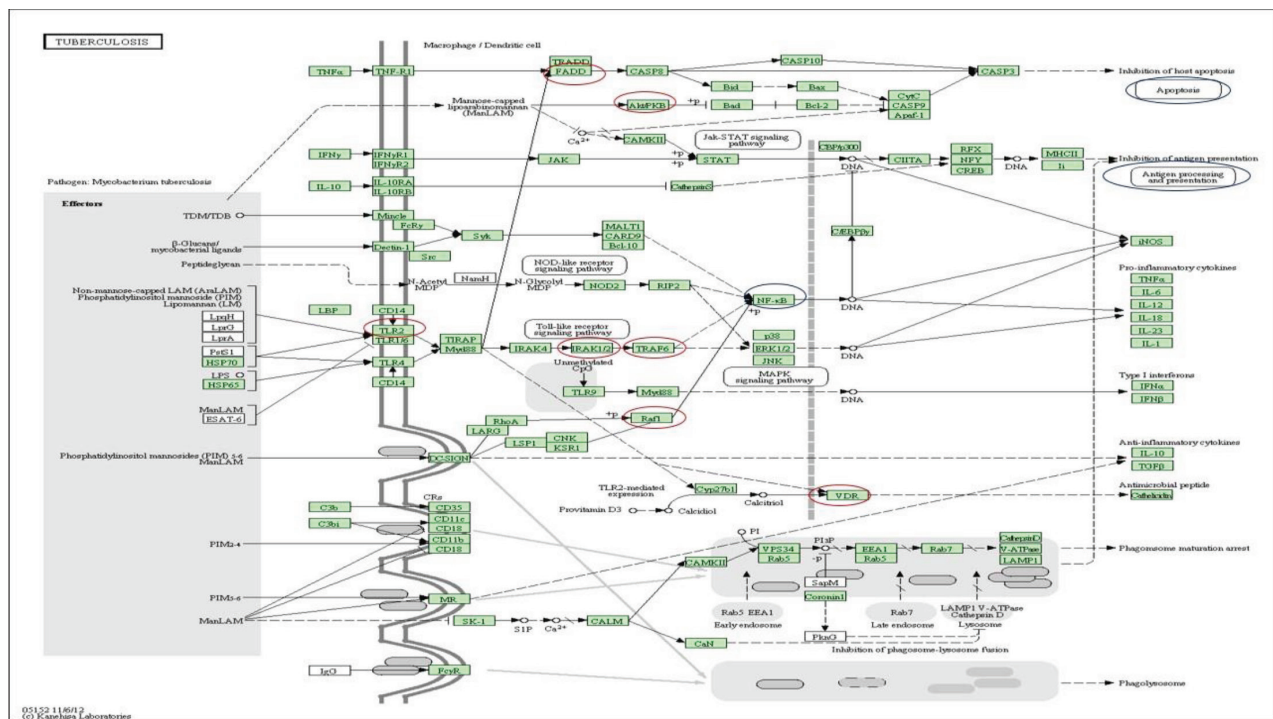 TUBERCULOSIS
Macrophage / Dendritic cell
TNFα
TNF-R1
TRADD
FADD
CASP8
CASP10
CASP3
Inhibition of host apoptosis
Apoptosis
Bid
Bax
CytC
CASP9
Apaf-1
Mannose-capped
lipoarabinomannan
(ManLAM)
Akt/PKB
+p
Bad
Bcl-2
Ca2+
CAMKII
Jak-STAT signaling
pathway
IFNγ
IFNγR1
IFNγR2
JAK
+p
+p
STAT
CBP/p300
DNA
CIITA
RFX
NFY
CREB
DNA
MHCII
Ii
Inhibition of antigen presentation
Antigen processing
and presentation
Pathogen: Mycobacterium tuberculosis
IL-10
IL-10RA
IL-10RB
CathepsinS
Effectors
TDM/TDB
Mincle
FcRγ
Syk
MALT1
CARD9
Bcl-10
C/EBPβγ
iNOS
β-Glucans/
mycobacterial ligands
Dectin-1
Src
Peptideglycan
N-Acetyl
MDP
NamH
N-Glycolyl
MDP
NOD-like receptor
signaling pathway
NOD2
RIP2
NF-κB
+p
DNA
Pro-inflammatory cytokines
TNFα
IL-6
IL-12
IL-18
IL-23
IL-1
Non-mannose-capped LAM (AraLAM)
Phosphatidylinositol mannoside (PIM)
Lipomannan (LM)
LpqH
LprG
LprA
PstS1
HSP70
LPS
HSP65
ManLAM
ESAT-6
LBP
CD14
TLR2
TLR1/6
TLR4
CD14
TIRAP
Myd88
Toll-like receptor
signaling pathway
IRAK4
IRAK1/2
TRAF6
p38
ERK1/2
JNK
MAPK
signaling pathway
DNA
Unmethylated
CpG
TLR9
Myd88
DNA
Type I interferons
IFNα
IFNβ
RhoA
LARG
+p
Raf1
LSP1
CNK
KSR1
Phosphatidylinositol mannosides (PIM) 5-6
ManLAM
DC-SIGN
Anti-inflammatory cytokines
IL-10
TGFβ
TLR2-mediated
expression
Cyp27b1
Provitamin D3
Calcidiol
Calcitriol
VDR
Antimicrobial peptide
Cathelicidin
CRs
C3b
CD35
C3bi
CD11c
CD18
CD11b
CD18
PIM2-4
PI
VPS34
Rab5
PI3P
-p
EEA1
Rab5
Rab7
CathepsinD
V-ATPase
LAMP1
Phagomsome maturation arrest
CAMKII
SapM
Coronin1
PknG
PIM5-6
MR
ManLAM
SK-1
S1P
Ca2+
CALM
CaN
Rab5 EEA1
Early endosome
Rab7
Late endosome
LAMP1 V-ATPase
Cathepsin D
Lysosome
Inhibition of phagosome-lysosome fusion
IgG
FcγR
Phagolysosome
05152 11/6/12
(c) Kanehisa Laboratories